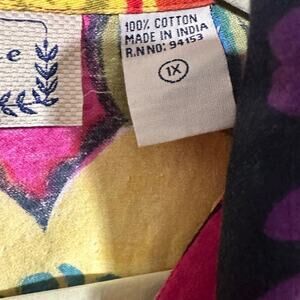 100% COTTON
MADE IN INDIA
R.N NO: 94153
1X
e